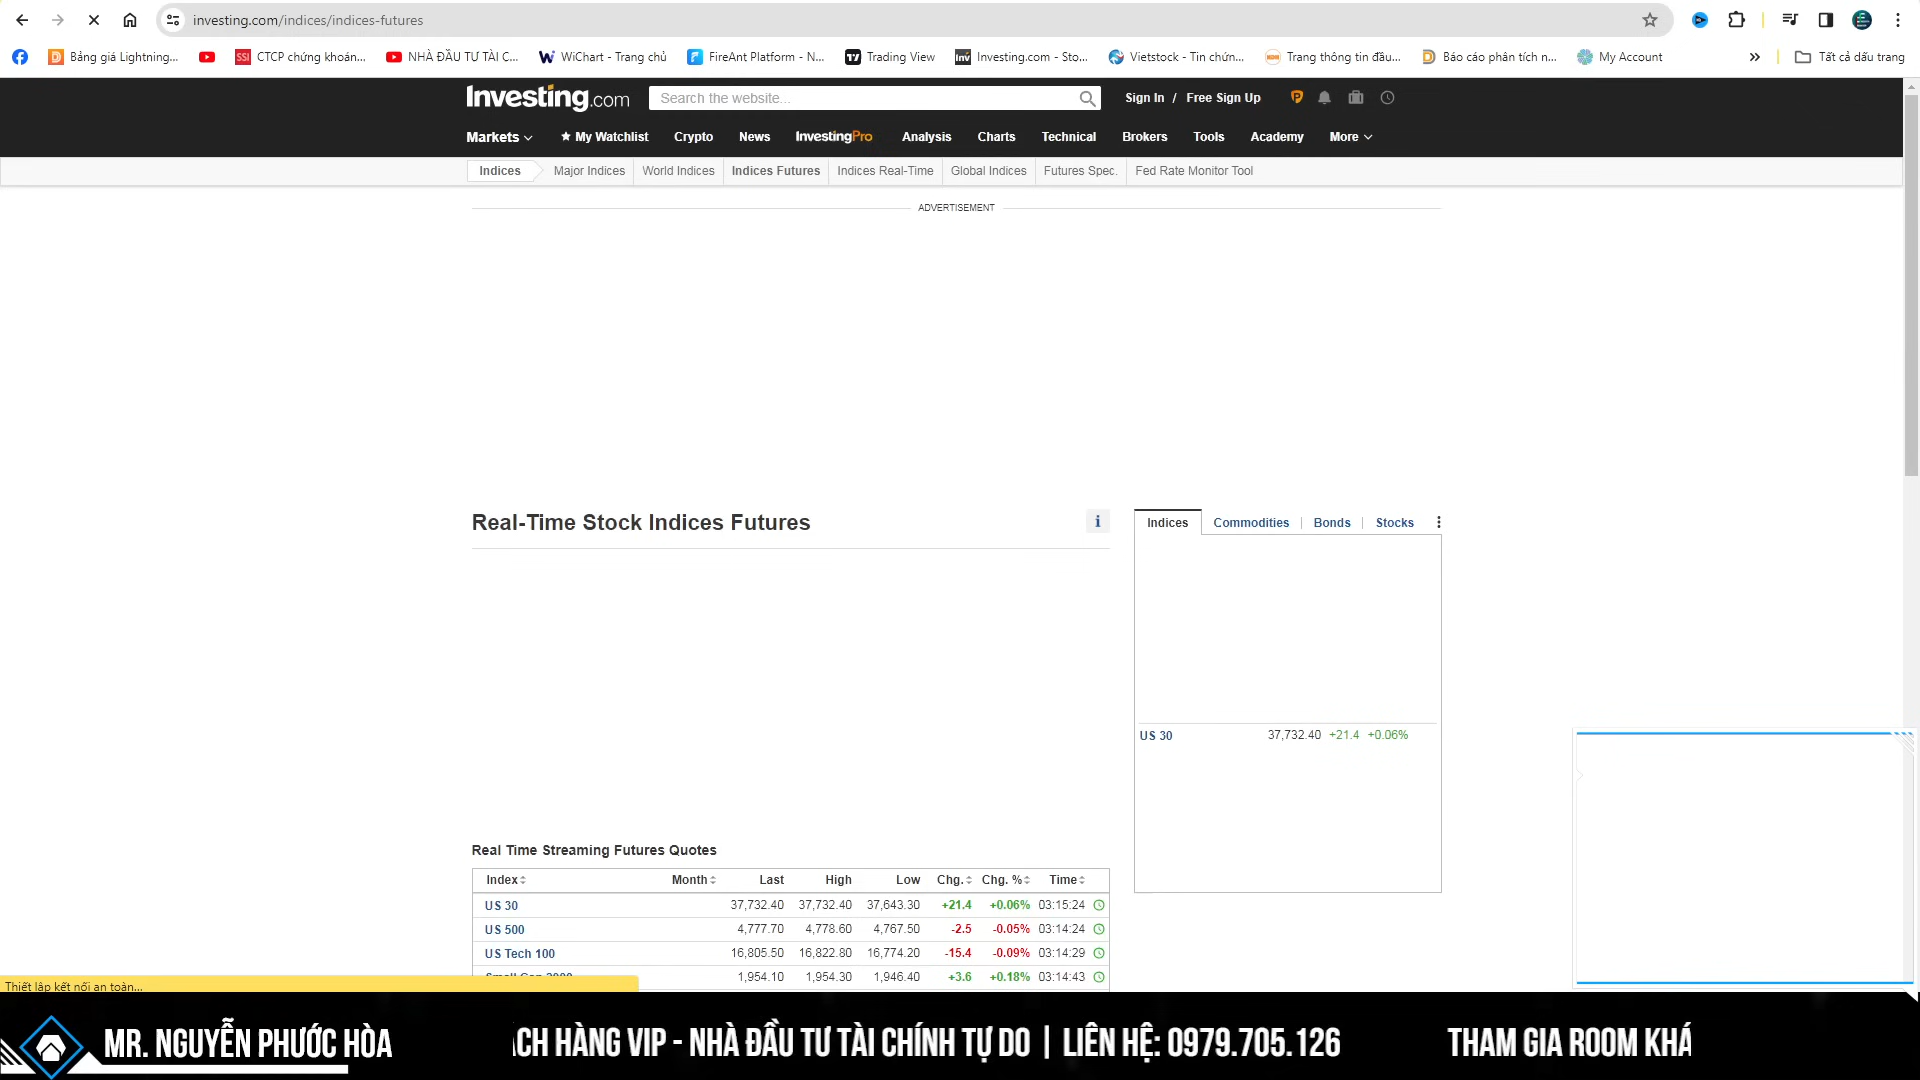 investing.com/indices/indices-futures
Bảng giá Lightning... CTCP chứng khoán... NHÀ ĐẦU TƯ TÀI C... WiChart - Trang chủ FireAnt Platform - N... Trading View Investing.com - Sto... Vietstock - Tin chứn... Trang thông tin đầu... Báo cáo phân tích n... My Account » Tất cả dấu trang
Investing.com Search the website... Sign In / Free Sign Up
Markets My Watchlist Crypto News InvestingPro Analysis Charts Technical Brokers Tools Academy More
Indices Major Indices World Indices Indices Futures Indices Real-Time Global Indices Futures Spec. Fed Rate Monitor Tool
ADVERTISEMENT
Real-Time Stock Indices Futures
Indices Commodities Bonds Stocks
US 30 37,732.40 +21.4 +0.06%
Real Time Streaming Futures Quotes
Index Month Last High Low Chg. Chg. % Time
US 30 37,732.40 37,732.40 37,643.30 +21.4 +0.06% 03:15:24
US 500 4,777.70 4,778.60 4,767.50 -2.5 -0.05% 03:14:24
US Tech 100 16,805.50 16,822.80 16,774.20 -15.4 -0.09% 03:14:29
Small Cap 2000 1,954.10 1,954.30 1,946.40 +3.6 +0.18% 03:14:43
Thiết lập kết nối an toàn...
MR. NGUYỄN PHƯỚC HÒA
ÁCH HÀNG VIP - NHÀ ĐẦU TƯ TÀI CHÍNH TỰ DO | LIÊN HỆ: 0979.705.126 THAM GIA ROOM KHÁ